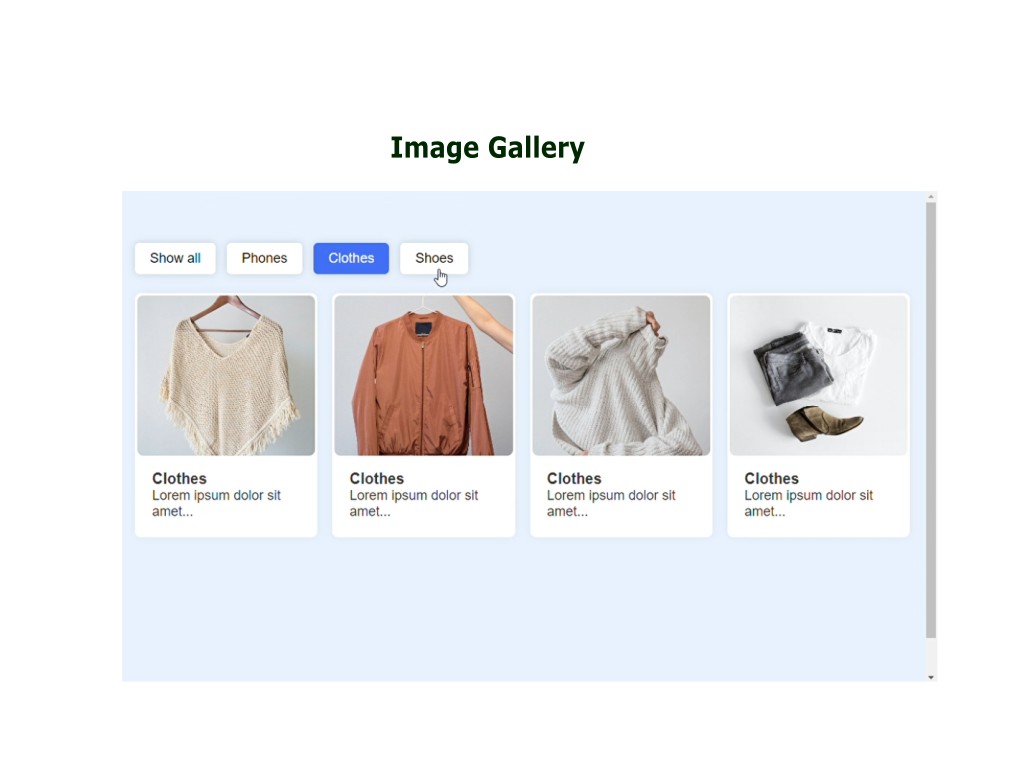 Image Gallery
Show all
Phones
Clothes
Shoes
Clothes
Lorem ipsum dolor sit
amet...
Clothes
Lorem ipsum dolor sit
amet...
Clothes
Lorem ipsum dolor sit
amet...
Clothes
Lorem ipsum dolor sit
amet...